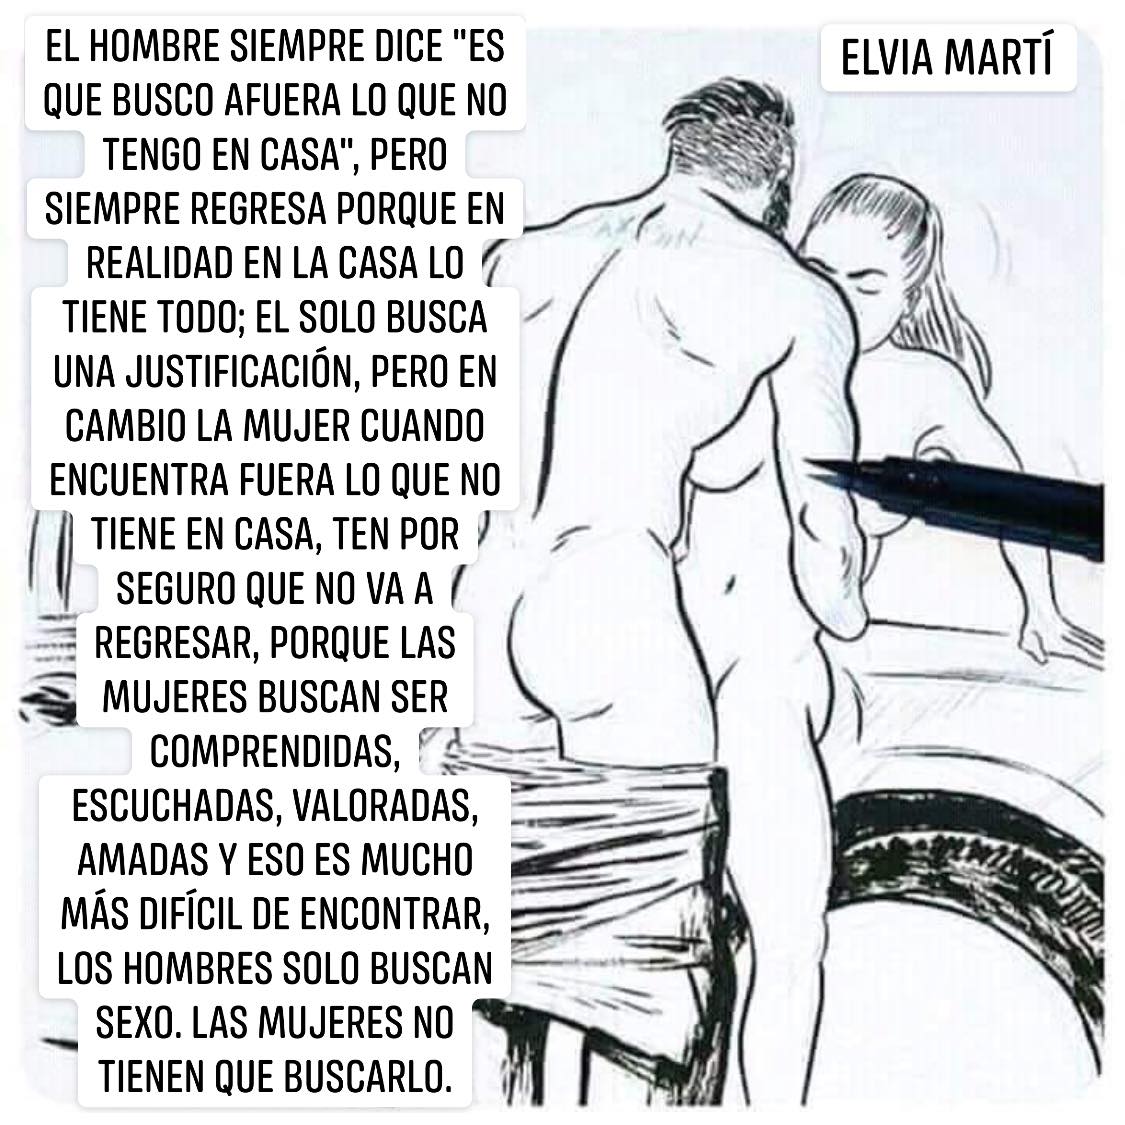 EL HOMBRE SIEMPRE DICE "ES
QUE BUSCO AFUERA LO QUE NO
TENGO EN CASA", PERO
SIEMPRE REGRESA PORQUE EN
REALIDAD EN LA CASA LO
TIENE TODO; EL SOLO BUSCA
UNA JUSTIFICACIÓN, PERO EN
CAMBIO LA MUJER CUANDO
ENCUENTRA FUERA LO QUE NO
TIENE EN CASA, TEN POR
SEGURO QUE NO VA A
REGRESAR, PORQUE LAS
MUJERES BUSCAN SER
COMPRENDIDAS,
ESCUCHADAS, VALORADAS,
AMADAS Y ESO ES MUCHO
MÁS DIFÍCIL DE ENCONTRAR,
LOS HOMBRES SOLO BUSCAN
SEXO. LAS MUJERES NO
TIENEN QUE BUSCARLO.
ELVIA MARTÍ